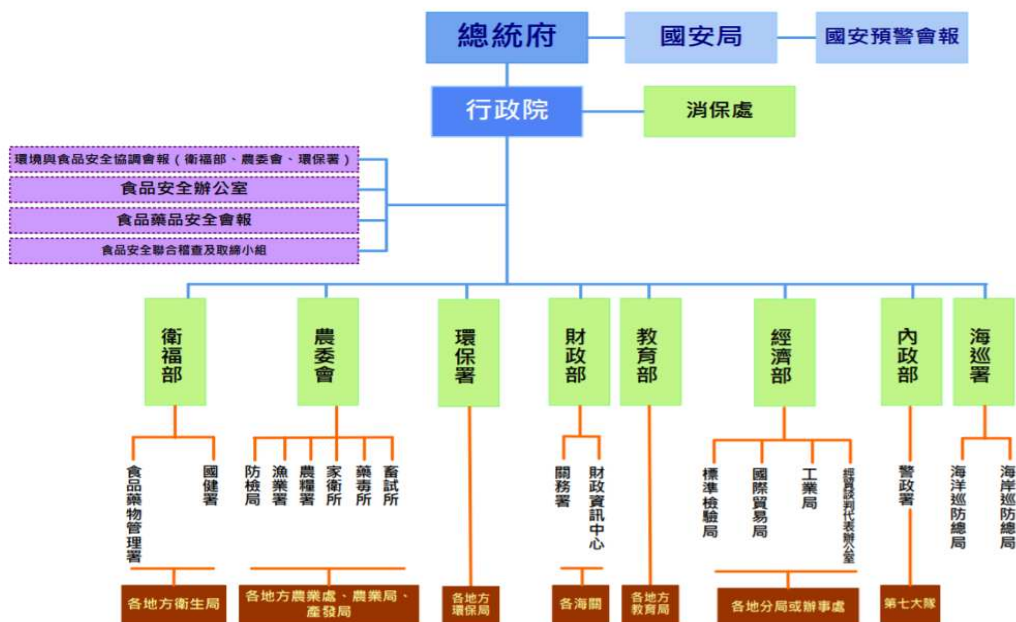 總統府
國安局
國安預警會報
行政院
消保處
環境與食品安全協調會報（衛福部、農委會、環保署）
食品安全辦公室
食品藥品安全會報
食品安全聯合稽查及取締小組
衛福部
農委會
環保署
財政部
教育部
經濟部
內政部
海巡署
食品藥物管理署
國健署
防檢局
漁業署
農糧署
家衛所
藥毒所
畜試所
關務署
財政資訊中心
標準檢驗局
國際貿易局
工業局
經貿談判代表辦公室
警政署
海洋巡防總局
海岸巡防總局
各地方衛生局
各地方農業處、農業局、
產發局
各地方
環保局
各海關
各地方
教育局
各地分局或辦事處
第七大隊